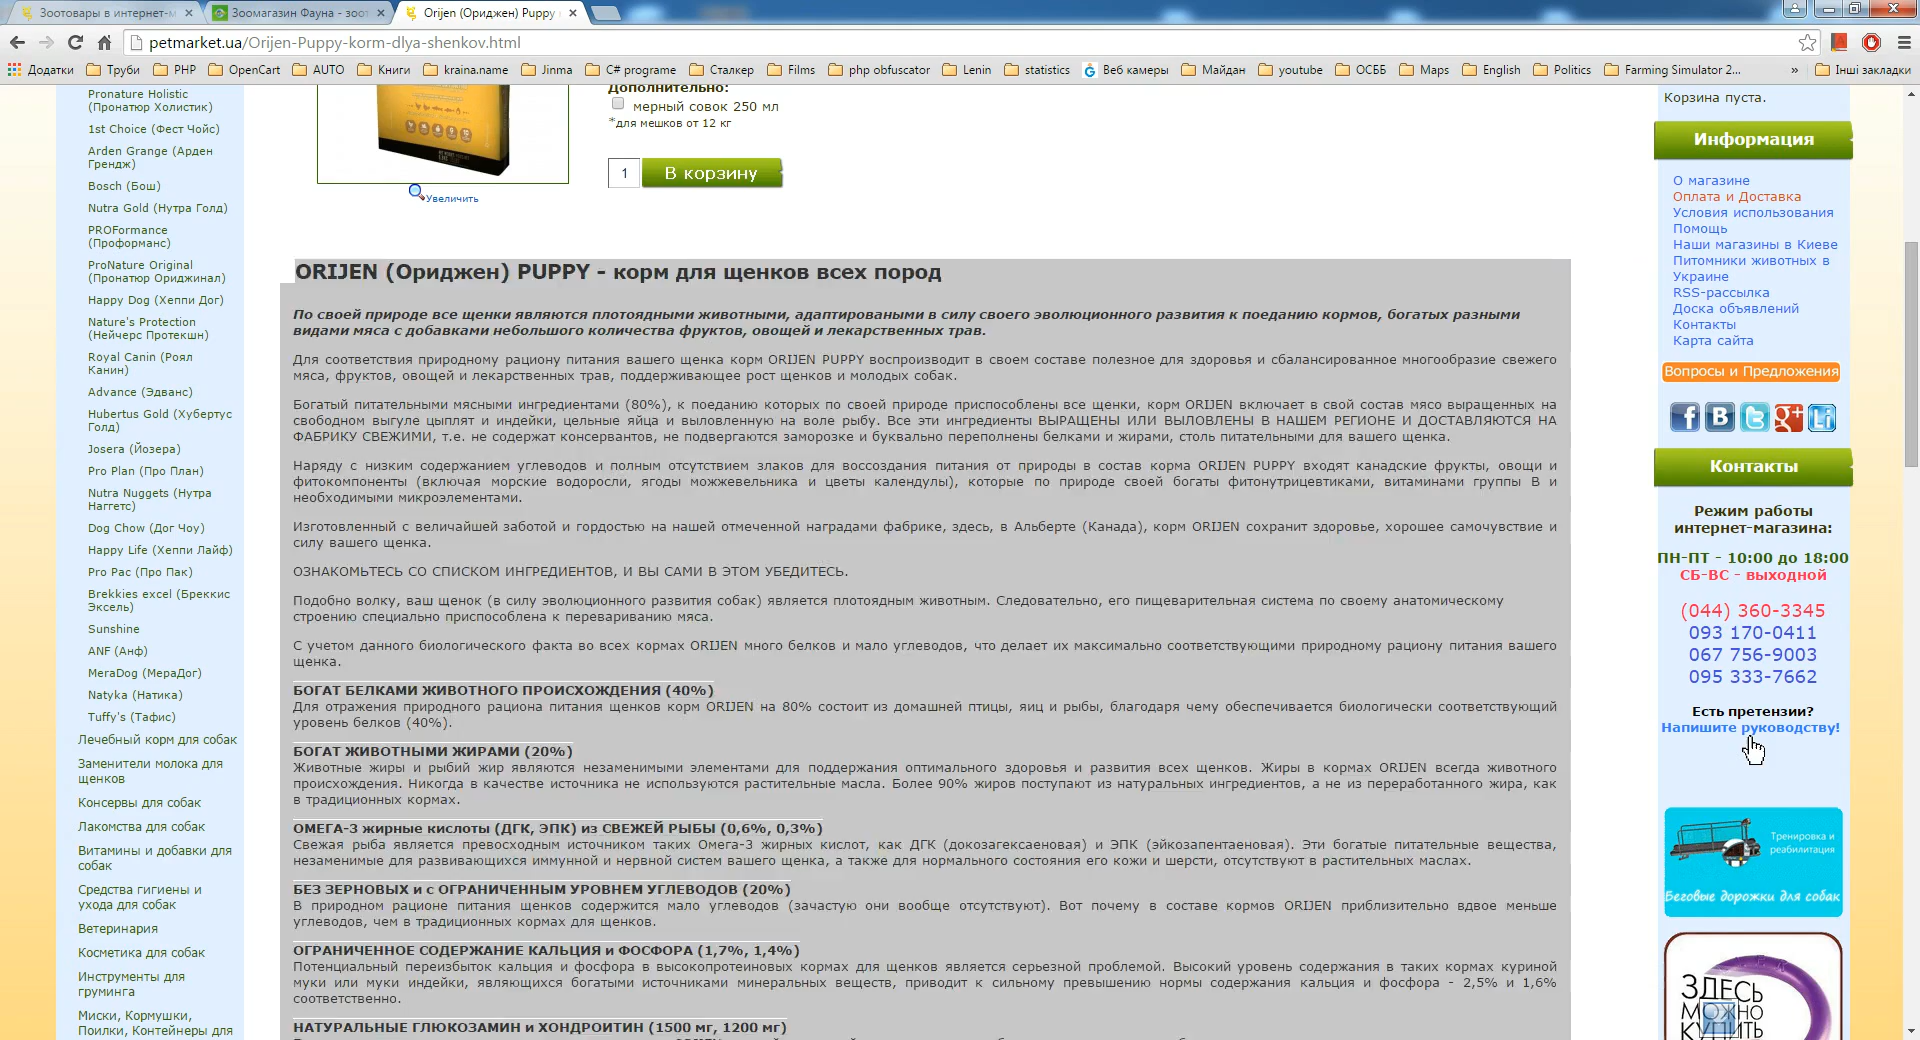 Зоотовары в интернет-м
Зоомагазин Фауна - зоот
Orijen (Ориджен) Puppy
petmarket.ua/Orijen-Puppy-korm-dlya-shenkov.html
Додатки Труби PHP OpenCart AUTO Книги kraina.name Jinma C# programe Сталкер Films php obfuscator Lenin statistics Веб камеры Майдан youtube ОСББ Maps English Politics Farming Simulator 2... » Інші закладки
Pronature Holistic
(Пронатюр Холистик)
1st Choice (Фест Чойс)
Arden Grange (Арден
Грендж)
Bosch (Бош)
Nutra Gold (Нутра Голд)
PROFormance
(Проформанс)
ProNature Original
(Пронатюр Ориджинал)
Happy Dog (Хеппи Дог)
Nature's Protection
(Нейчерс Протекшн)
Royal Canin (Роял
Канин)
Advance (Эдванс)
Hubertus Gold (Хубертус
Голд)
Josera (Йозера)
Pro Plan (Про План)
Nutra Nuggets (Нутра
Наггетс)
Dog Chow (Дог Чоу)
Happy Life (Хеппи Лайф)
Pro Pac (Про Пак)
Brekkies excel (Бреккис
Эксель)
Sunshine
ANF (Анф)
МераDog (МераДог)
Natyka (Натика)
Tuffy's (Тафис)
Лечебный корм для собак
Заменители молока для
щенков
Консервы для собак
Лакомства для собак
Витамины и добавки для
собак
Средства гигиены и
ухода для собак
Ветеринария
Косметика для собак
Инструменты для
груминга
Миски, Кормушки,
Поилки, Контейнеры для
Увеличить
Дополнительно:
мерный совок 250 мл
*для мешков от 12 кг
1 В корзину
ORIJEN (Ориджен) PUPPY - корм для щенков всех пород
По своей природе все щенки являются плотоядными животными, адаптироваными в силу своего эволюционного развития к поеданию кормов, богатых разными
видами мяса с добавками небольшого количества фруктов, овощей и лекарственных трав.
Для соответствия природному рациону питания вашего щенка корм ORIJEN PUPPY воспроизводит в своем составе полезное для здоровья и сбалансированное многообразие свежего
мяса, фруктов, овощей и лекарственных трав, поддерживающее рост щенков и молодых собак.
Богатый питательными мясными ингредиентами (80%), к поеданию которых по своей природе приспособлены все щенки, корм ORIJEN включает в свой состав мясо выращенных на
свободном выгуле цыплят и индейки, цельные яйца и выловленную на воле рыбу. Все эти ингредиенты ВЫРАЩЕНЫ ИЛИ ВЫЛОВЛЕНЫ В НАШЕМ РЕГИОНЕ И ДОСТАВЛЯЮТСЯ НА
ФАБРИКУ СВЕЖИМИ, т.е. не содержат консервантов, не подвергаются заморозке и буквально переполнены белками и жирами, столь питательными для вашего щенка.
Наряду с низким содержанием углеводов и полным отсутствием злаков для воссоздания питания от природы в состав корма ORIJEN PUPPY входят канадские фрукты, овощи и
фитокомпоненты (включая морские водоросли, ягоды можжевельника и цветы календулы), которые по природе своей богаты фитонутрицевтиками, витаминами группы В и
необходимыми микроэлементами.
Изготовленный с величайшей заботой и гордостью на нашей отмеченной наградами фабрике, здесь, в Альберте (Канада), корм ORIJEN сохранит здоровье, хорошее самочувствие и
силу вашего щенка.
ОЗНАКОМЬТЕСЬ СО СПИСКОМ ИНГРЕДИЕНТОВ, И ВЫ САМИ В ЭТОМ УБЕДИТЕСЬ.
Подобно волку, ваш щенок (в силу эволюционного развития собак) является плотоядным животным. Следовательно, его пищеварительная система по своему анатомическому
строению специально приспособлена к перевариванию мяса.
С учетом данного биологического факта во всех кормах ORIJEN много белков и мало углеводов, что делает их максимально соответствующими природному рациону питания вашего
щенка.
БОГАТ БЕЛКАМИ ЖИВОТНОГО ПРОИСХОЖДЕНИЯ (40%)
Для отражения природного рациона питания щенков корм ORIJEN на 80% состоит из домашней птицы, яиц и рыбы, благодаря чему обеспечивается биологически соответствующий
уровень белков (40%).
БОГАТ ЖИВОТНЫМИ ЖИРАМИ (20%)
Животные жиры и рыбий жир являются незаменимыми элементами для поддержания оптимального здоровья и развития всех щенков. Жиры в кормах ORIJEN всегда животного
происхождения. Никогда в качестве источника не используются растительные масла. Более 90% жиров поступают из натуральных ингредиентов, а не из переработанного жира, как
в традиционных кормах.
ОМЕГА-3 жирные кислоты (ДГК, ЭПК) из СВЕЖЕЙ РЫБЫ (0,6%, 0,3%)
Свежая рыба является превосходным источником таких Омега-3 жирных кислот, как ДГК (докозагексаеновая) и ЭПК (эйкозапентаеновая). Эти богатые питательные вещества,
незаменимые для развивающихся иммунной и нервной систем вашего щенка, а также для нормального состояния его кожи и шерсти, отсутствуют в растительных маслах.
БЕЗ ЗЕРНОВЫХ и с ОГРАНИЧЕННЫМ УРОВНЕМ УГЛЕВОДОВ (20%)
В природном рационе питания щенков содержится мало углеводов (зачастую они вообще отсутствуют). Вот почему в составе кормов ORIJEN приблизительно вдвое меньше
углеводов, чем в традиционных кормах для щенков.
ОГРАНИЧЕННОЕ СОДЕРЖАНИЕ КАЛЬЦИЯ и ФОСФОРА (1,7%, 1,4%)
Потенциальный переизбыток кальция и фосфора в высокопротеиновых кормах для щенков является серьезной проблемой. Высокий уровень содержания в таких кормах куриной
муки или муки индейки, являющихся богатыми источниками минеральных веществ, приводит к сильному превышению нормы содержания кальция и фосфора - 2,5% и 1,6%
соответственно.
НАТУРАЛЬНЫЕ ГЛЮКОЗАМИН и ХОНДРОИТИН (1500 мг, 1200 мг)
Корзина пуста.
Информация
О магазине
Оплата и Доставка
Условия использования
Помощь
Наши магазины в Киеве
Питомники животных в
Украине
RSS-рассылка
Доска объявлений
Контакты
Карта сайта
Вопросы и Предложения
Контакты
Режим работы
интернет-магазина:
ПН-ПТ - 10:00 до 18:00
СБ-ВС - выходной
(044) 360-3345
093 170-0411
067 756-9003
095 333-7662
Есть претензии?
Напишите руководству!
Тренировка и
реабилитация
Беговые дорожки для собак
ЗДЕСЬ
МОЖНО
КУПИТЬ